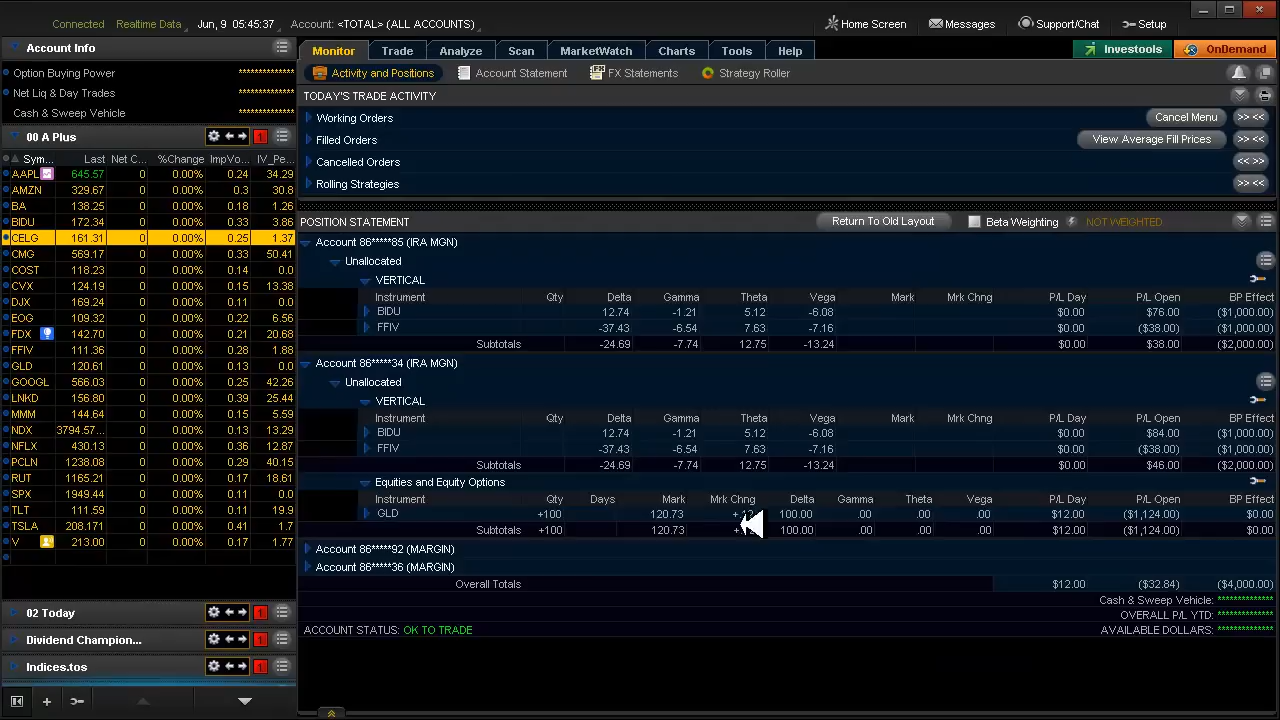 Connected Realtime Data Jun, 9 05:45:37 Account: <TOTAL> (ALL ACCOUNTS) Home Screen Messages Support/Chat Setup
Account Info
Option Buying Power *************
Net Liq & Day Trades *************
Cash & Sweep Vehicle *************
00 A Plus 1
Sym... Last Net C... %Change ImpVo... IV_Pe...
AAPL 645.57 0 0.00% 0.24 34.29
AMZN 329.67 0 0.00% 0.3 30.8
BA 138.25 0 0.00% 0.18 1.26
BIDU 172.34 0 0.00% 0.33 3.86
CELG 161.31 0 0.00% 0.25 1.37
CMG 569.17 0 0.00% 0.33 50.41
COST 118.23 0 0.00% 0.14 0.0
CVX 124.19 0 0.00% 0.15 13.38
DJX 169.24 0 0.00% 0.11 0.0
EOG 109.32 0 0.00% 0.22 6.56
FDX 142.70 0 0.00% 0.21 20.68
FFIV 111.36 0 0.00% 0.28 1.88
GLD 120.61 0 0.00% 0.13 0.0
GOOGL 566.03 0 0.00% 0.25 42.26
LNKD 156.80 0 0.00% 0.39 25.44
MMM 144.64 0 0.00% 0.15 5.59
NDX 3794.57... 0 0.00% 0.13 13.29
NFLX 430.13 0 0.00% 0.36 12.87
PCLN 1238.08 0 0.00% 0.29 40.15
RUT 1165.21 0 0.00% 0.17 18.61
SPX 1949.44 0 0.00% 0.11 0.0
TLT 111.59 0 0.00% 0.11 19.9
TSLA 208.171 0 0.00% 0.41 1.7
V 213.00 0 0.00% 0.17 1.77
02 Today 1
Dividend Champion... 1
Indices.tos 1
Monitor Trade Analyze Scan MarketWatch Charts Tools Help Investools OnDemand
Activity and Positions Account Statement FX Statements Strategy Roller
TODAY'S TRADE ACTIVITY
Working Orders Cancel Menu >> <<
Filled Orders View Average Fill Prices >> <<
Cancelled Orders << >>
Rolling Strategies >> <<
POSITION STATEMENT Return To Old Layout Beta Weighting NOT WEIGHTED
Account 86*****85 (IRA MGN)
Unallocated
VERTICAL
Instrument Qty Delta Gamma Theta Vega Mark Mrk Chng P/L Day P/L Open BP Effect
BIDU 12.74 -1.21 5.12 -6.08 $0.00 $76.00 ($1,000.00)
FFIV -37.43 -6.54 7.63 -7.16 $0.00 ($38.00) ($1,000.00)
Subtotals -24.69 -7.74 12.75 -13.24 $0.00 $38.00 ($2,000.00)
Account 86*****34 (IRA MGN)
Unallocated
VERTICAL
Instrument Qty Delta Gamma Theta Vega Mark Mrk Chng P/L Day P/L Open BP Effect
BIDU 12.74 -1.21 5.12 -6.08 $0.00 $84.00 ($1,000.00)
FFIV -37.43 -6.54 7.63 -7.16 $0.00 ($38.00) ($1,000.00)
Subtotals -24.69 -7.74 12.75 -13.24 $0.00 $46.00 ($2,000.00)
Equities and Equity Options
Instrument Qty Days Mark Mrk Chng Delta Gamma Theta Vega P/L Day P/L Open BP Effect
GLD +100 120.73 100.00 .00 .00 .00 $12.00 ($1,124.00) $0.00
Subtotals +100 120.73 100.00 .00 .00 .00 $12.00 ($1,124.00) $0.00
Account 86*****92 (MARGIN)
Account 86*****36 (MARGIN)
Overall Totals $12.00 ($32.84) ($4,000.00)
Cash & Sweep Vehicle: *************
OVERALL P/L YTD: *************
ACCOUNT STATUS: OK TO TRADE AVAILABLE DOLLARS: *************